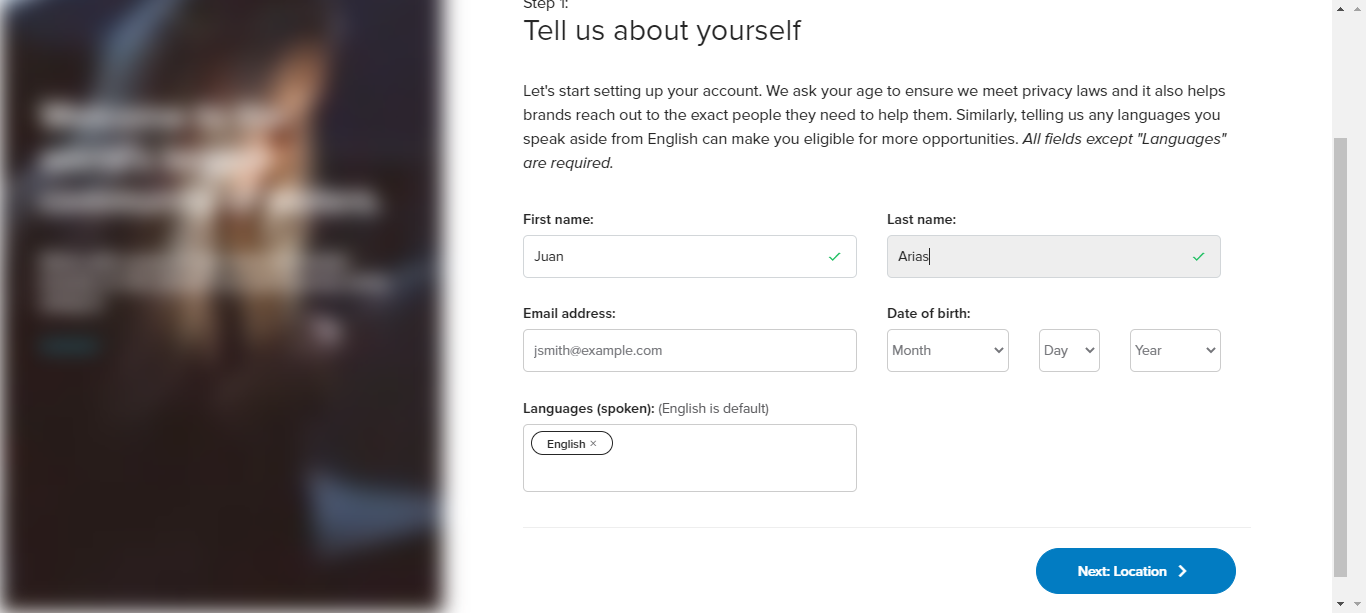 Step 1:
Tell us about yourself
Let's start setting up your account. We ask your age to ensure we meet privacy laws and it also helps
brands reach out to the exact people they need to help them. Similarly, telling us any languages you
speak aside from English can make you eligible for more opportunities. All fields except "Languages"
are required.
First name:
Last name:
Juan
Arias
Email address:
Date of birth:
jsmith@example.com
Month
Day
Year
Languages (spoken): (English is default)
English ×
Next: Location